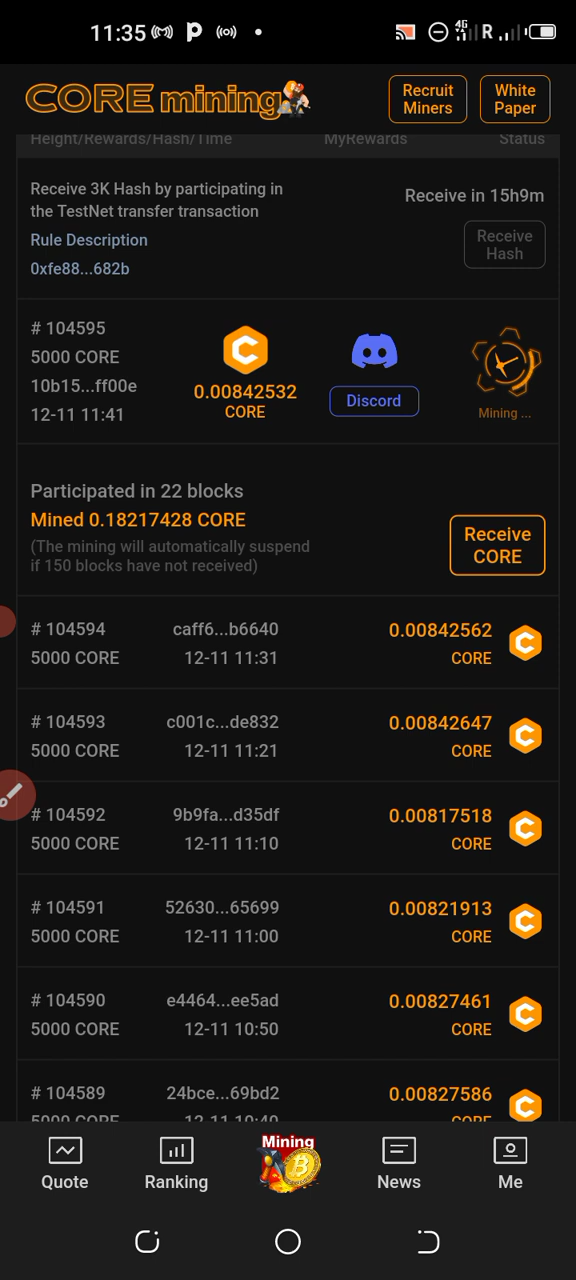 11:35
4G R
CORE mining
Recruit Miners
White Paper
Height/Rewards/Hash/Time MyRewards Status
Receive 3K Hash by participating in
the TestNet transfer transaction
Receive in 15h9m
Rule Description
Receive Hash
0xfe88...682b
# 104595
5000 CORE
10b15...ff00e
12-11 11:41
0.00842532
CORE
Discord
Mining ...
Participated in 22 blocks
Mined 0.18217428 CORE
(The mining will automatically suspend
if 150 blocks have not received)
Receive
CORE
# 104594 caff6...b6640 0.00842562
5000 CORE 12-11 11:31 CORE
# 104593 c001c...de832 0.00842647
5000 CORE 12-11 11:21 CORE
# 104592 9b9fa...d35df 0.00817518
5000 CORE 12-11 11:10 CORE
# 104591 52630...65699 0.00821913
5000 CORE 12-11 11:00 CORE
# 104590 e4464...ee5ad 0.00827461
5000 CORE 12-11 10:50 CORE
# 104589 24bce...69bd2 0.00827586
5000 CORE 12-11 10:40 CORE
Mining
Quote Ranking News Me